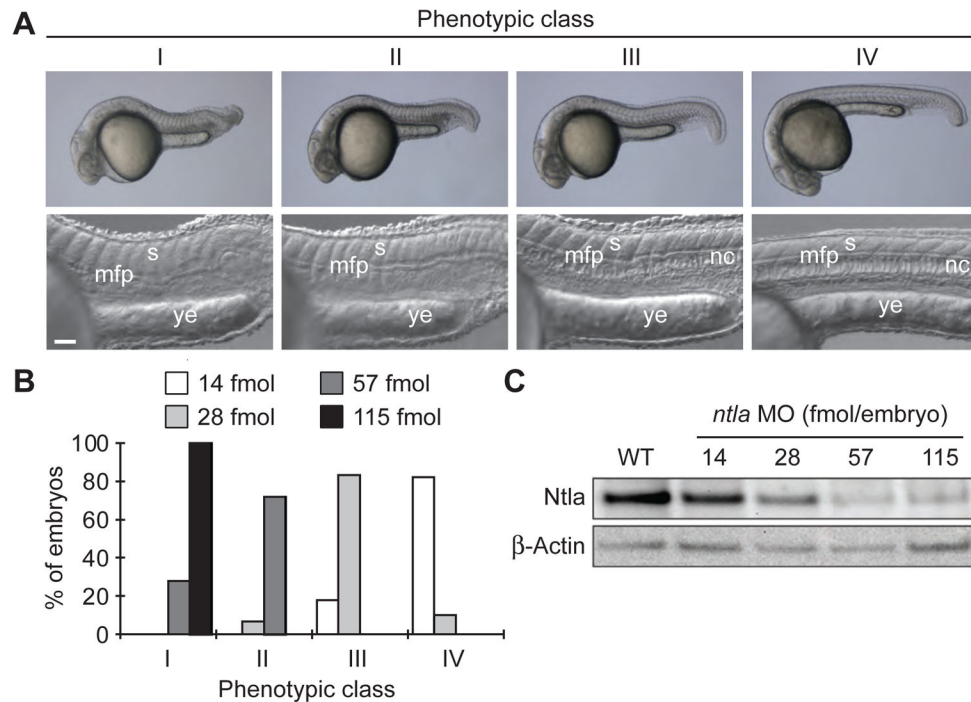 A
Phenotypic class
I II III IV
s mfp ye
s mfp ye
s mfp nc ye
s mfp nc ye
B
14 fmol 57 fmol
28 fmol 115 fmol
100
80
60
40
20
0
% of embryos
I II III IV
Phenotypic class
C
ntla MO (fmol/embryo)
WT 14 28 57 115
Ntla
β-Actin